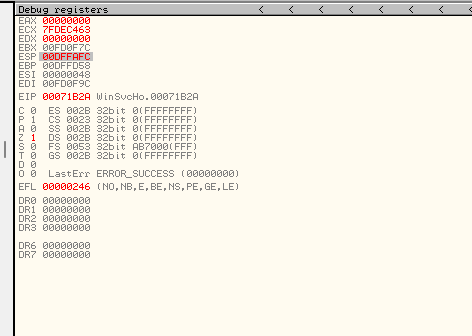 Debug registers < < < < < < < <
EAX 00000000
ECX 7FDEC463
EDX 00000000
EBX 00FD0F7C
ESP 00DFFAFC
EBP 00DFFD58
ESI 00000048
EDI 00FD0F9C
EIP 00071B2A WinSvcHo.00071B2A
C 0 ES 002B 32bit 0(FFFFFFFF)
P 1 CS 0023 32bit 0(FFFFFFFF)
A 0 SS 002B 32bit 0(FFFFFFFF)
Z 1 DS 002B 32bit 0(FFFFFFFF)
S 0 FS 0053 32bit AB7000(FFF)
T 0 GS 002B 32bit 0(FFFFFFFF)
D 0
O 0 LastErr ERROR_SUCCESS (00000000)
EFL 00000246 (NO,NB,E,BE,NS,PE,GE,LE)
DR0 00000000
DR1 00000000
DR2 00000000
DR3 00000000
DR6 00000000
DR7 00000000